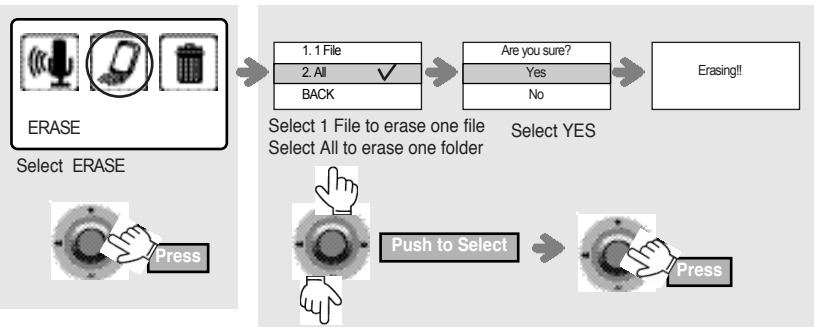 ERASE
Select ERASE
Press
1. 1 File
2. All
BACK
Select 1 File to erase one file
Select All to erase one folder
Are you sure?
Yes
No
Select YES
Erasing!!
Push to Select
Press